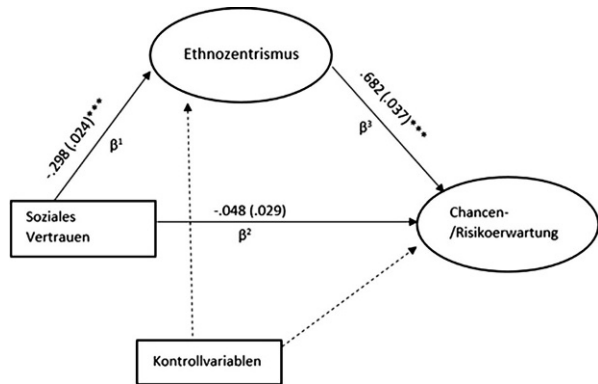 Ethnozentrismus
-.298 (.024)***
β¹
.682 (.037)***
β³
Soziales
Vertrauen
-.048 (.029)
β²
Chancen-
/Risikoerwartung
Kontrollvariablen